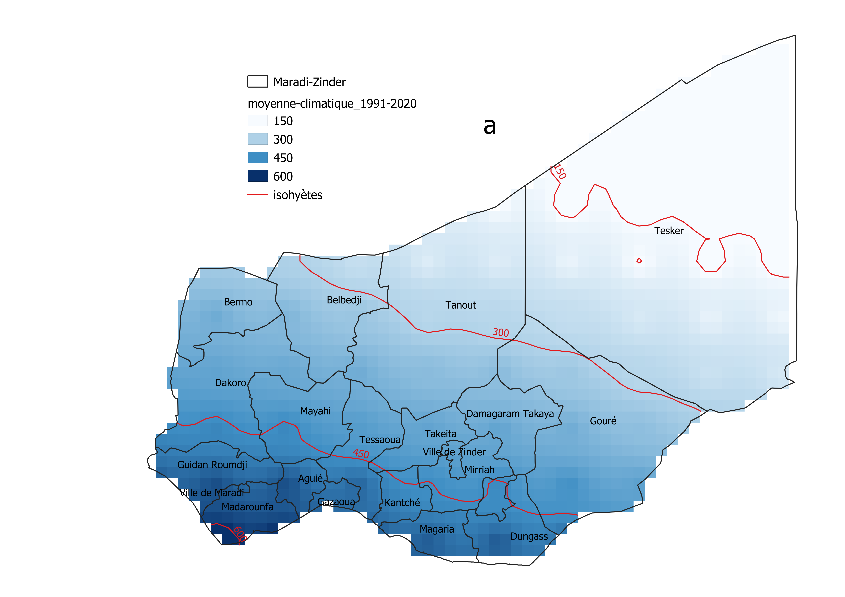 Maradi-Zinder
moyenne-climatique_1991-2020
150
300
450
600
isohyètes
a
150
Tesker
Bermo
Belbedji
Tanout
300
Dakoro
Mayahi
Damagaram Takaya
Gouré
Takeita
Tessaoua
450
Ville de Zinder
Guidan Roumdji
Mirriah
Aguié
Ville de Maradi
Gazaoua
Kantché
Madarounfa
Magaria
Dungass